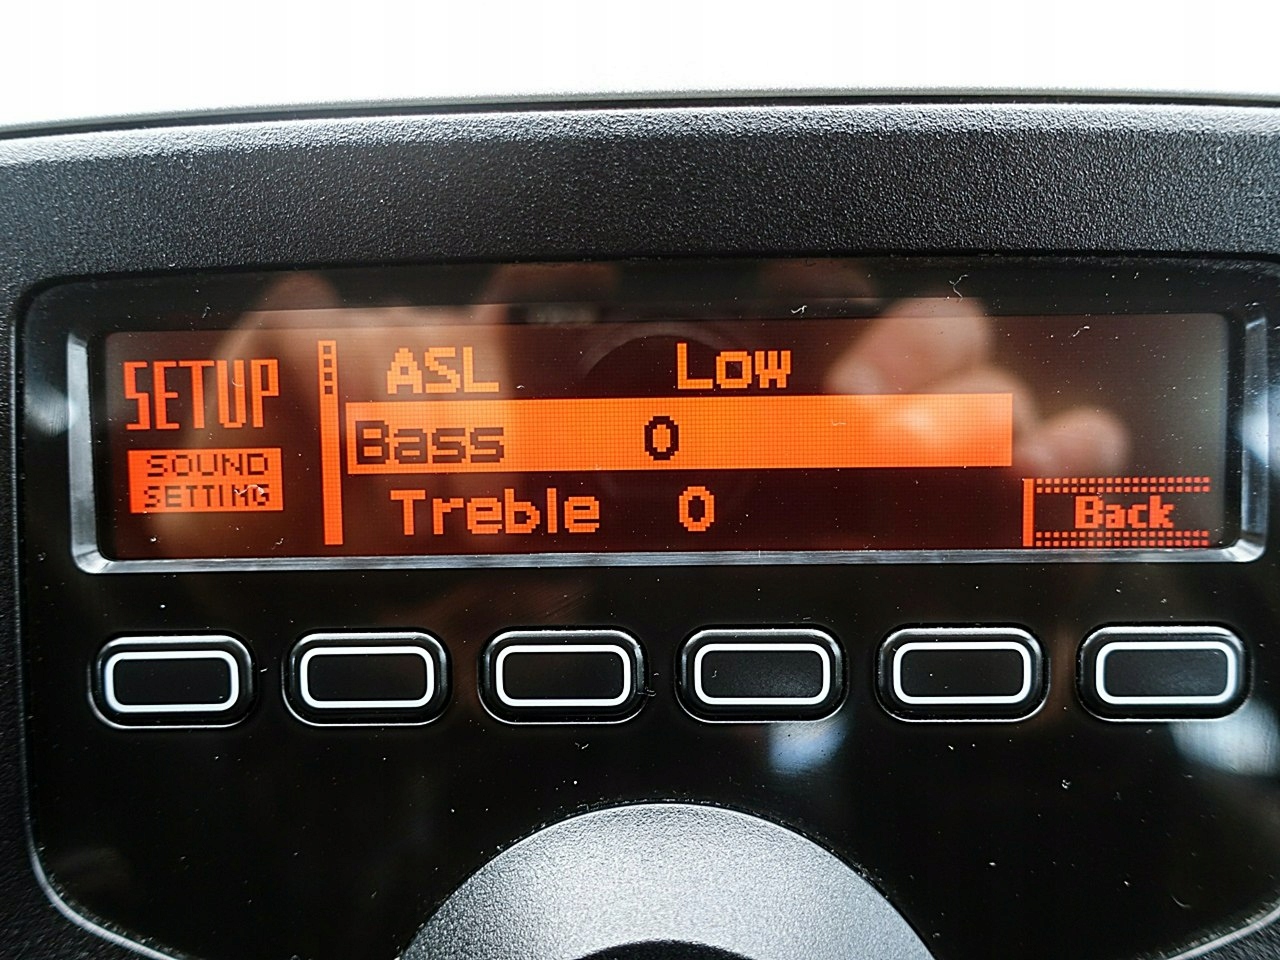 SETUP
SOUND
SETTING
ASL Low
Bass 0
Treble 0
Back